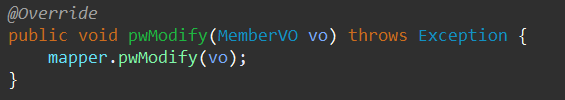 @Override
public void pwModify(MemberVO vo) throws Exception {
    mapper.pwModify(vo);
}